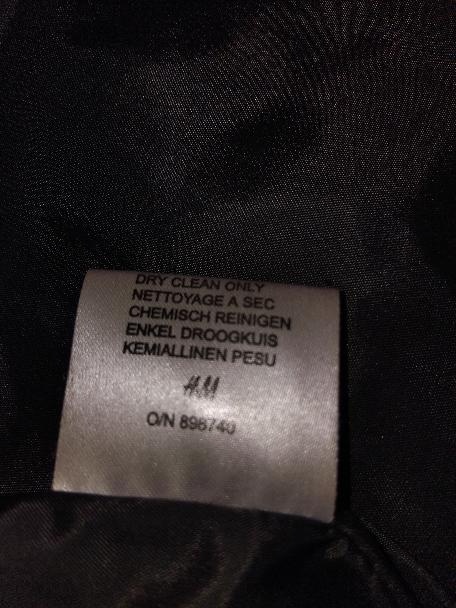 DRY CLEAN ONLY
NETTOYAGE A SEC
CHEMISCH REINIGEN
ENKEL DROOGKUIS
KEMIALLINEN PESU
H&M
O/N 898740